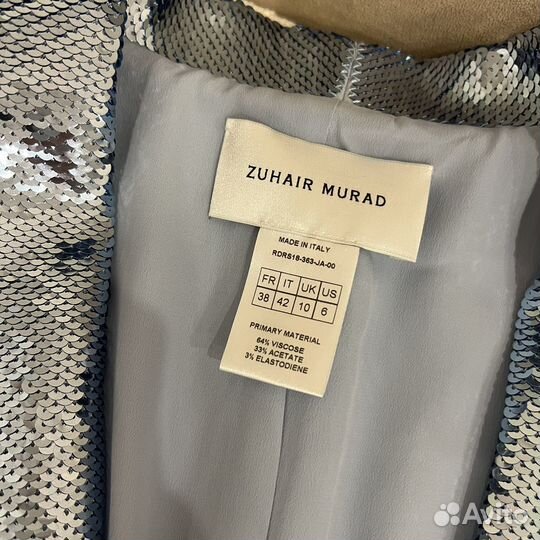 ZUHAIR MURAD
MADE IN ITALY
RDRS18-363-JA-00
FR IT UK US
38 42 10 6
PRIMARY MATERIAL
64% VISCOSE
33% ACETATE
3% ELASTODIENE
Avito